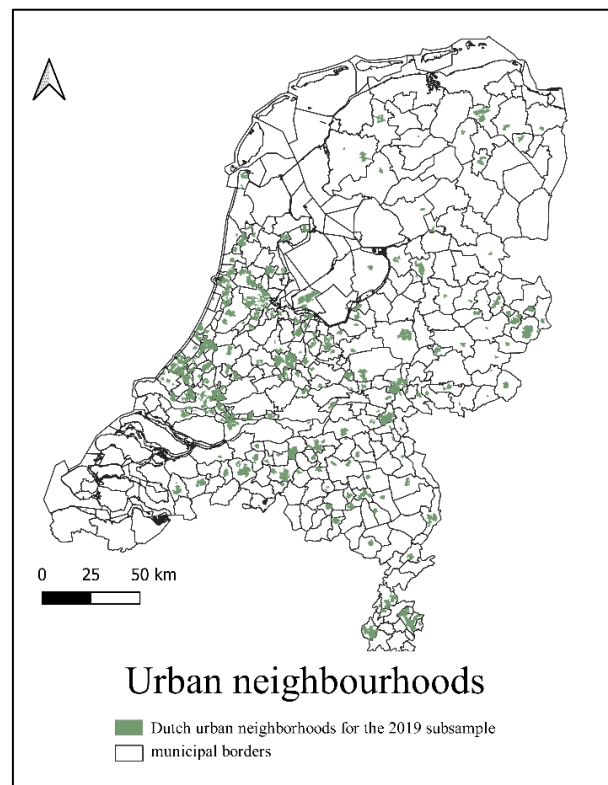 0 25 50 km
Urban neighbourhoods
Dutch urban neighborhoods for the 2019 subsample
municipal borders